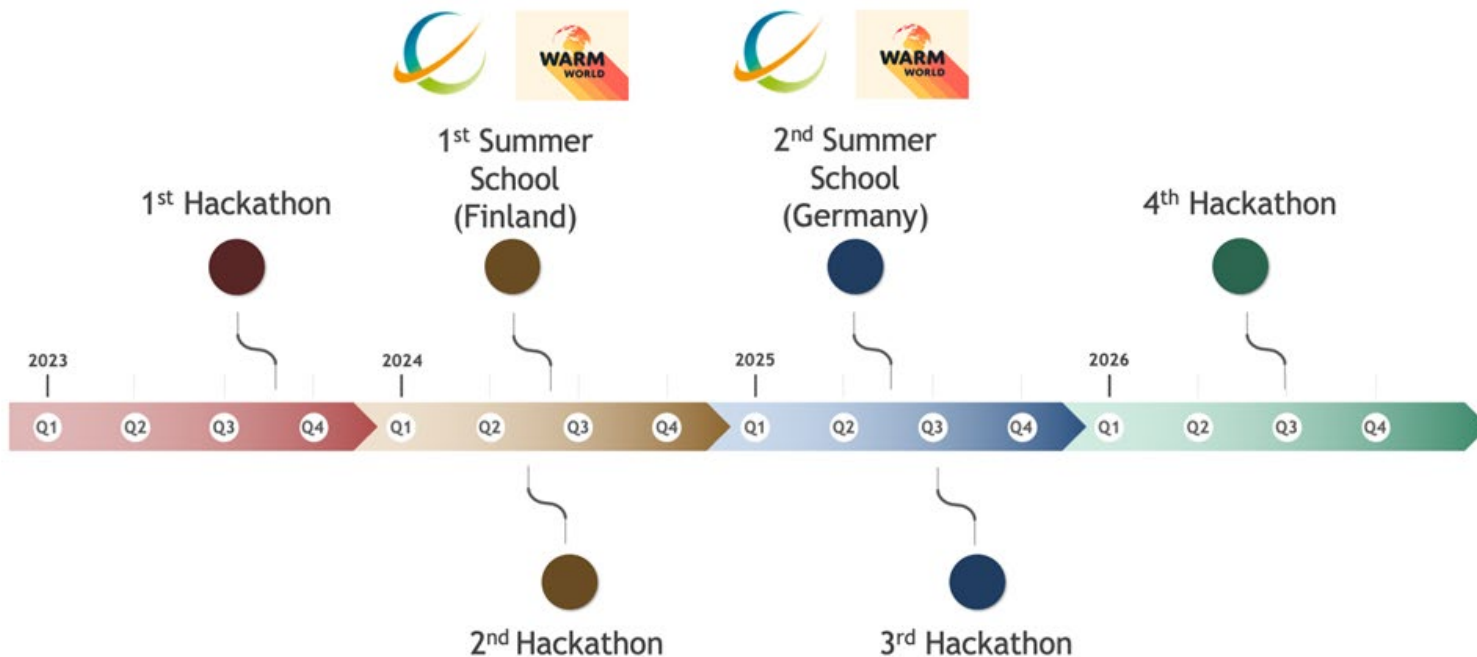 WARM
WORLD
WARM
WORLD
1st Summer
School
(Finland)
2nd Summer
School
(Germany)
1st Hackathon
4th Hackathon
2023
2024
2025
2026
Q1
Q2
Q3
Q4
Q1
Q2
Q3
Q4
Q1
Q2
Q3
Q4
Q1
Q2
Q3
Q4
2nd Hackathon
3rd Hackathon